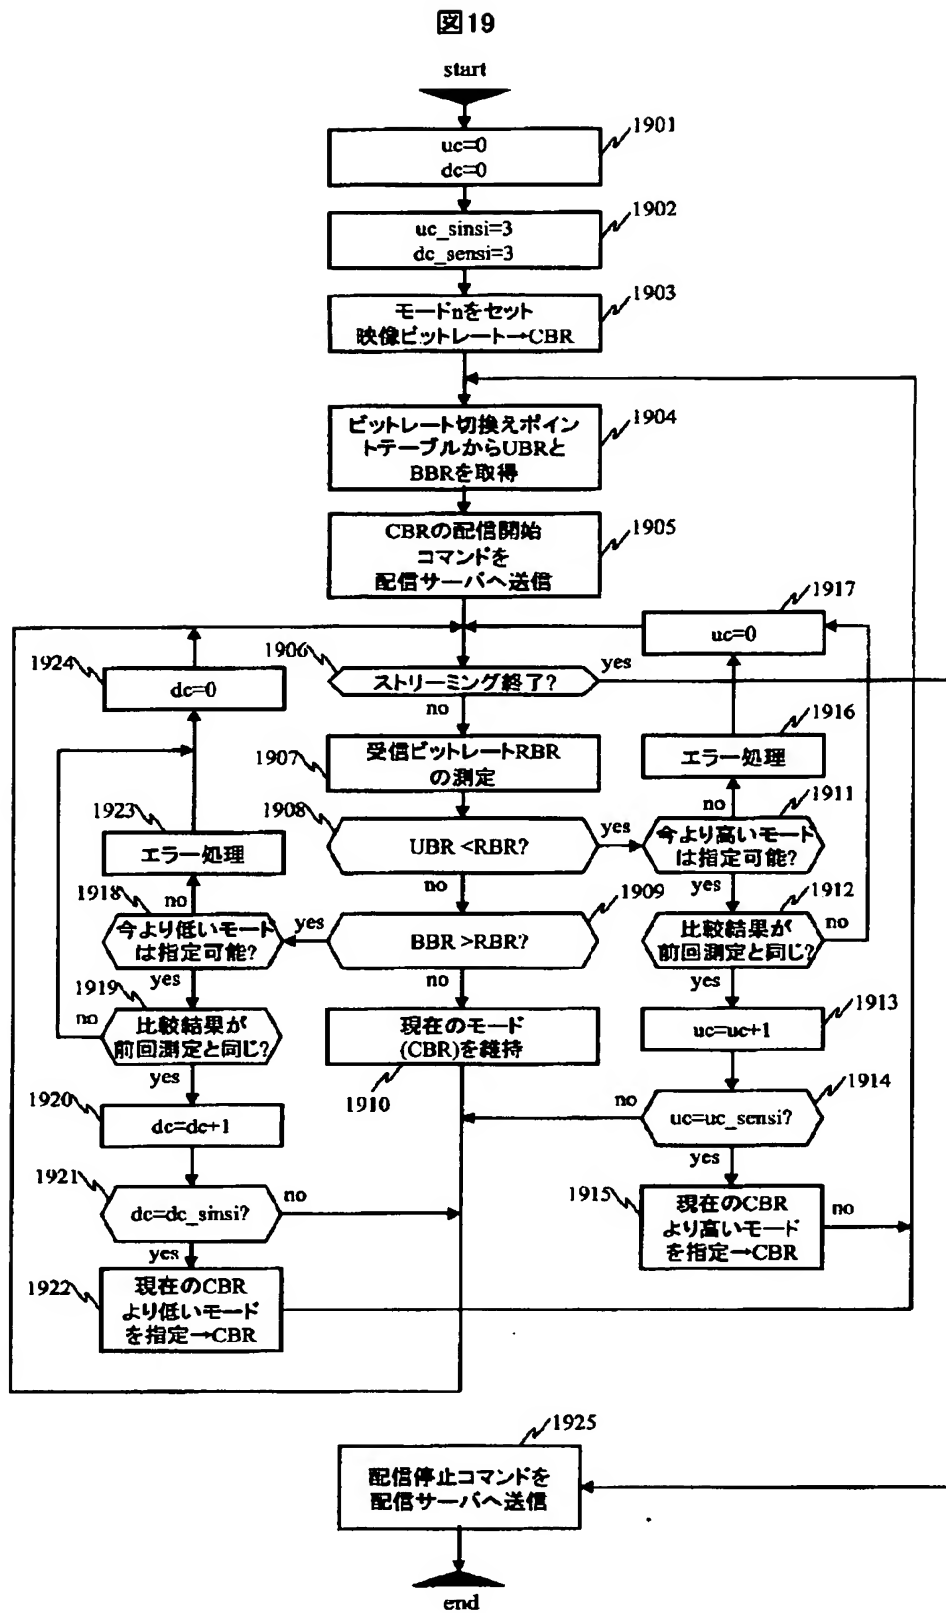 図19
start
1901
uc=0
dc=0
1902
uc_sinsi=3
dc_sensi=3
1903
モードnをセット
映像ビットレート→CBR
1904
ビットレート切換えポイン
トテーブルからUBRと
BBRを取得
1905
CBRの配信開始
コマンドを
配信サーバへ送信
1917
uc=0
1906
ストリーミング終了?
yes
no
1924
dc=0
1916
エラー処理
no
1907
受信ビットレートRBR
の測定
1908
UBR <RBR?
yes
no
1911
今より高いモード
は指定可能?
yes
1923
エラー処理
no
1918
今より低いモード
は指定可能?
yes
1909
BBR >RBR?
yes
no
1912
比較結果が
前回測定と同じ?
no
yes
1919
比較結果が
前回測定と同じ?
no
yes
現在のモード
(CBR)を維持
1910
1913
uc=uc+1
1920
dc=dc+1
1914
uc=uc_sensi?
no
yes
1921
dc=dc_sinsi?
no
yes
1915
現在のCBR
より高いモード
を指定→CBR
no
1922
現在のCBR
より低いモード
を指定→CBR
1925
配信停止コマンドを
配信サーバへ送信
end